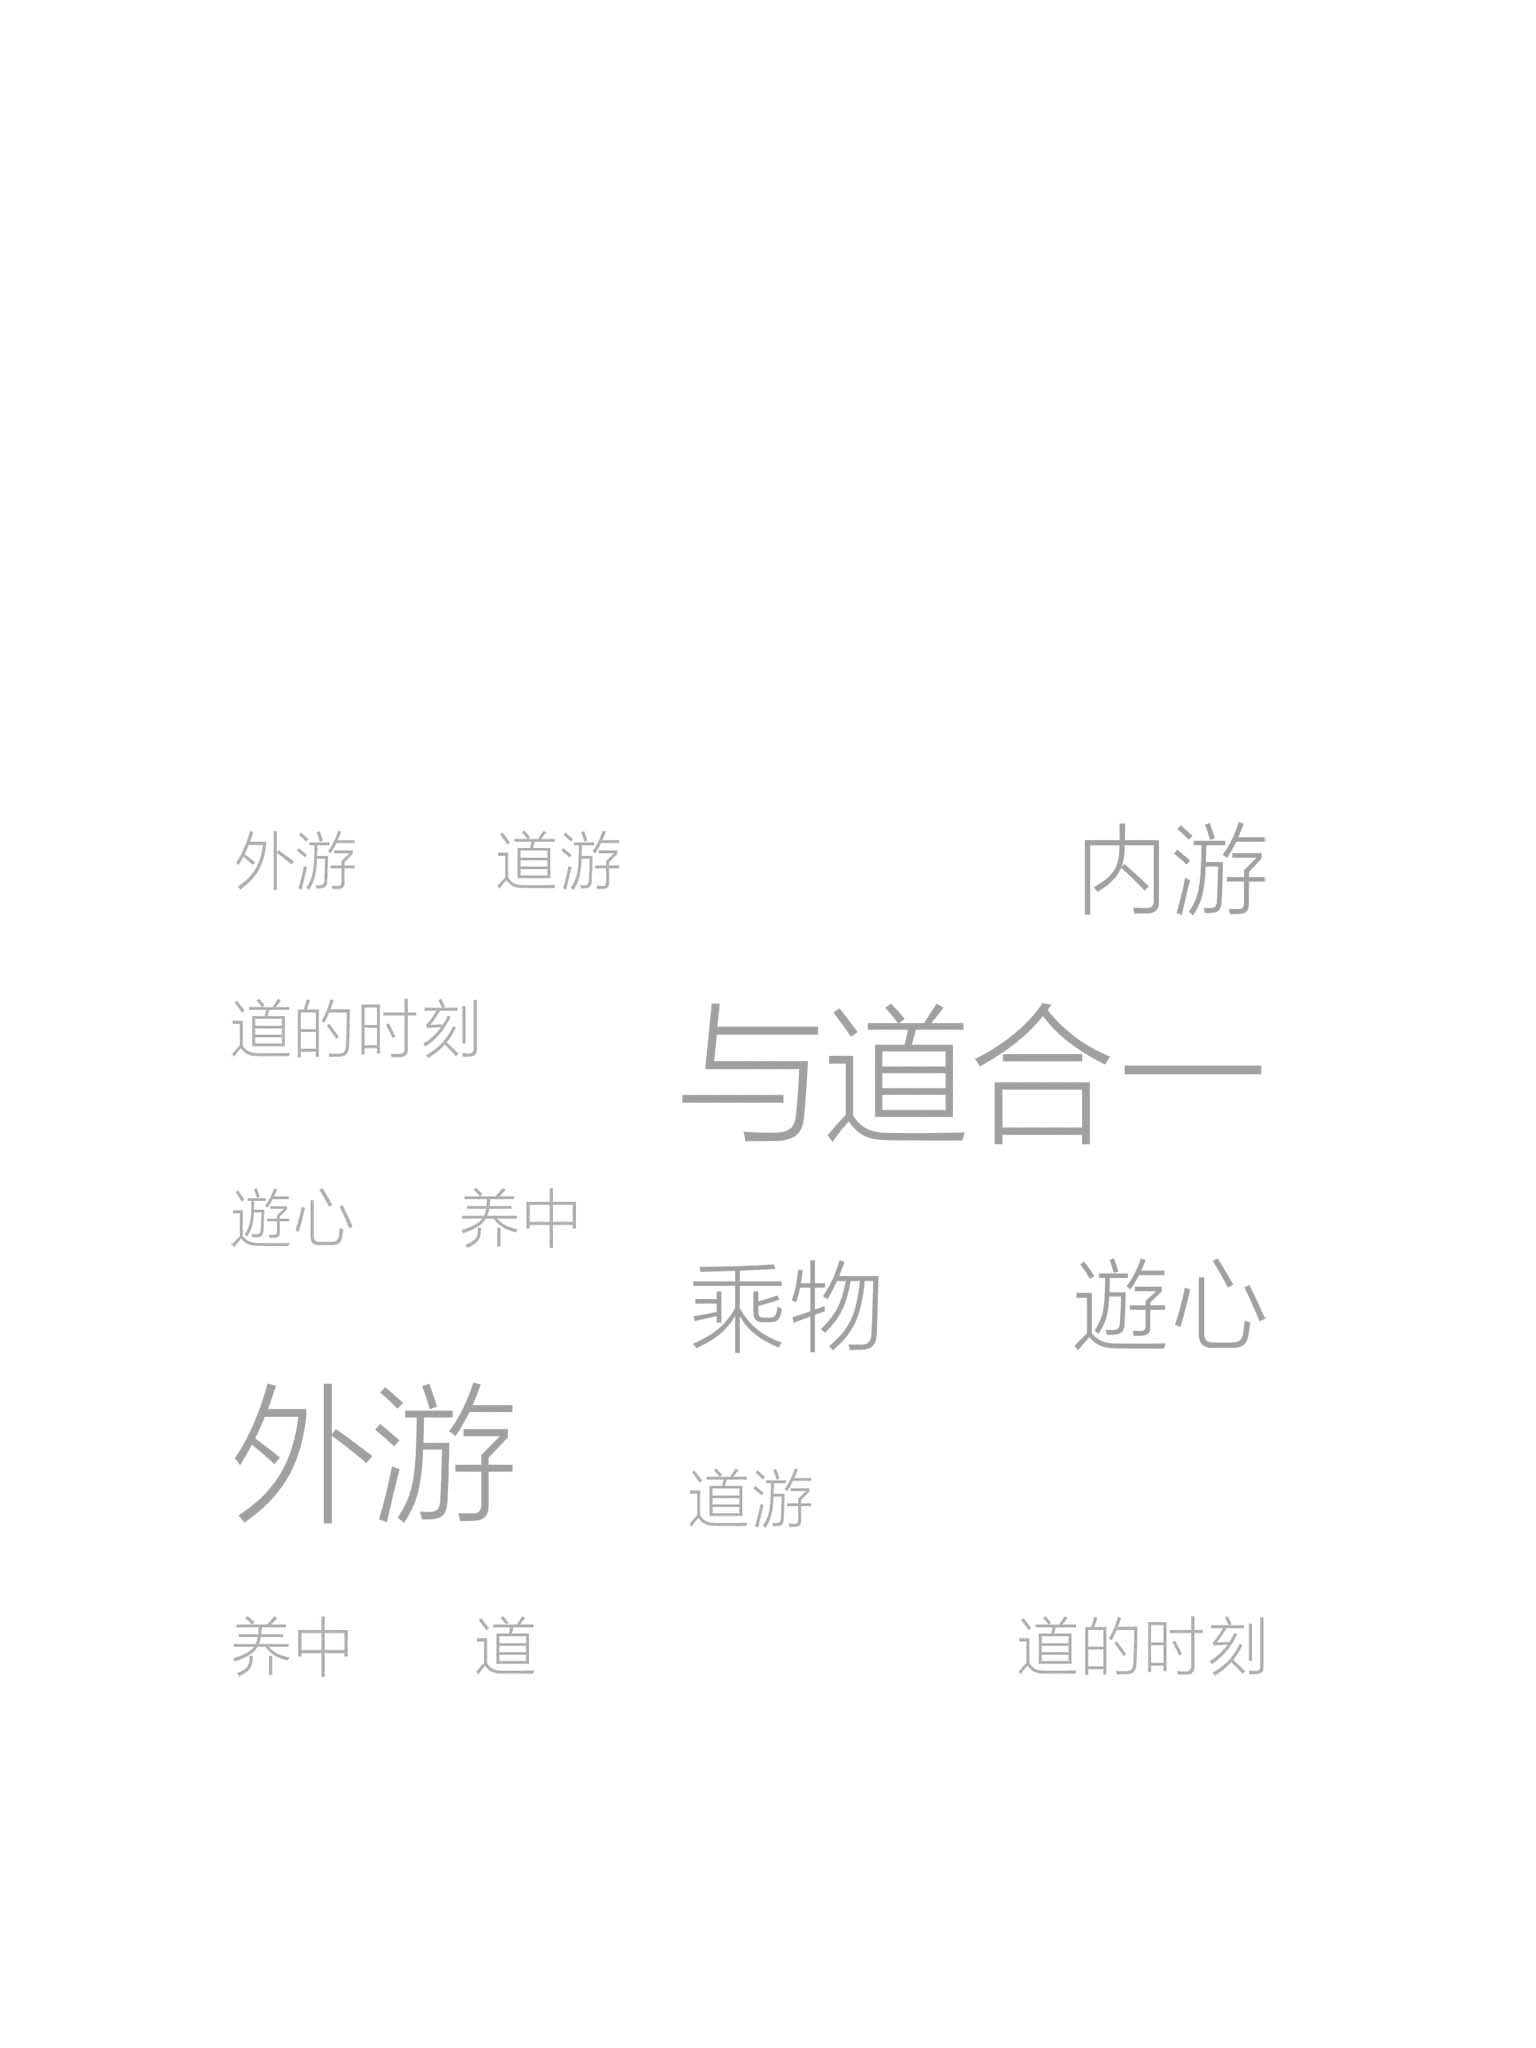 外游 道游 内游
道的时刻 与道合一
遊心 养中
乘物 遊心
外游 道游
养中 道 道的时刻